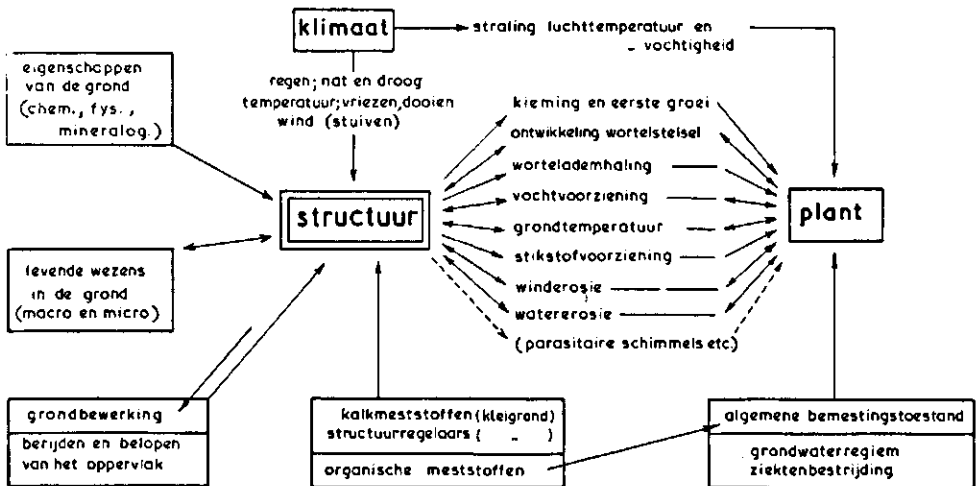 klimaat
straling luchttemperatuur en
„ vochtigheid
eigenschappen
van de grond
(chem., fys.,
mineralog.)
regen; nat en droog
temperatuur; vriezen, dooien
wind (stuiven)
kieming en eerste groei
ontwikkeling wortelstelsel
wortelademhaling
vochtvoorziening
grondtemperatuur
stikstofvoorziening
winderosie
watererosie
(parasitaire schimmels etc.)
structuur
plant
levende wezens
in de grond
(macro en micro)
grondbewerking
berijden en belopen
van het oppervlak
kalkmeststoffen (kleigrond)
structuurregelaars ( „ )
organische meststoffen
algemene bemestingstoestand
grondwaterregiem
ziektenbestrijding